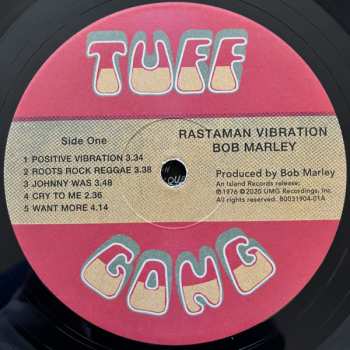 TUFF
Side One
1 POSITIVE VIBRATION 3.34
2 ROOTS ROCK REGGAE 3.38
3 JOHNNY WAS 3.48
4 CRY TO ME 2.36
5 WANT MORE 4.14
RASTAMAN VIBRATION
BOB MARLEY
Produced by Bob Marley
An Island Records release;
℗1976 ©2020 UMG Recordings, Inc.
All Rights Reserved. B0031904-01A
GONG